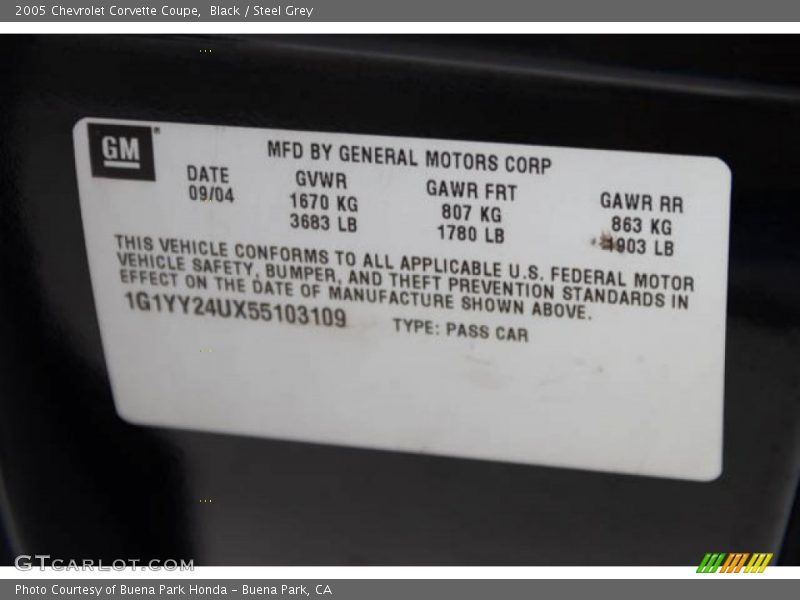 2005 Chevrolet Corvette Coupe, Black / Steel Grey
GM
MFD BY GENERAL MOTORS CORP
DATE
09/04
GVWR
1670 KG
3683 LB
GAWR FRT
807 KG
1780 LB
GAWR RR
863 KG
1903 LB
THIS VEHICLE CONFORMS TO ALL APPLICABLE U.S. FEDERAL MOTOR
VEHICLE SAFETY, BUMPER, AND THEFT PREVENTION STANDARDS IN
EFFECT ON THE DATE OF MANUFACTURE SHOWN ABOVE.
1G1YY24UX55103109
TYPE: PASS CAR
GTCARLOT.COM
Photo Courtesy of Buena Park Honda - Buena Park, CA